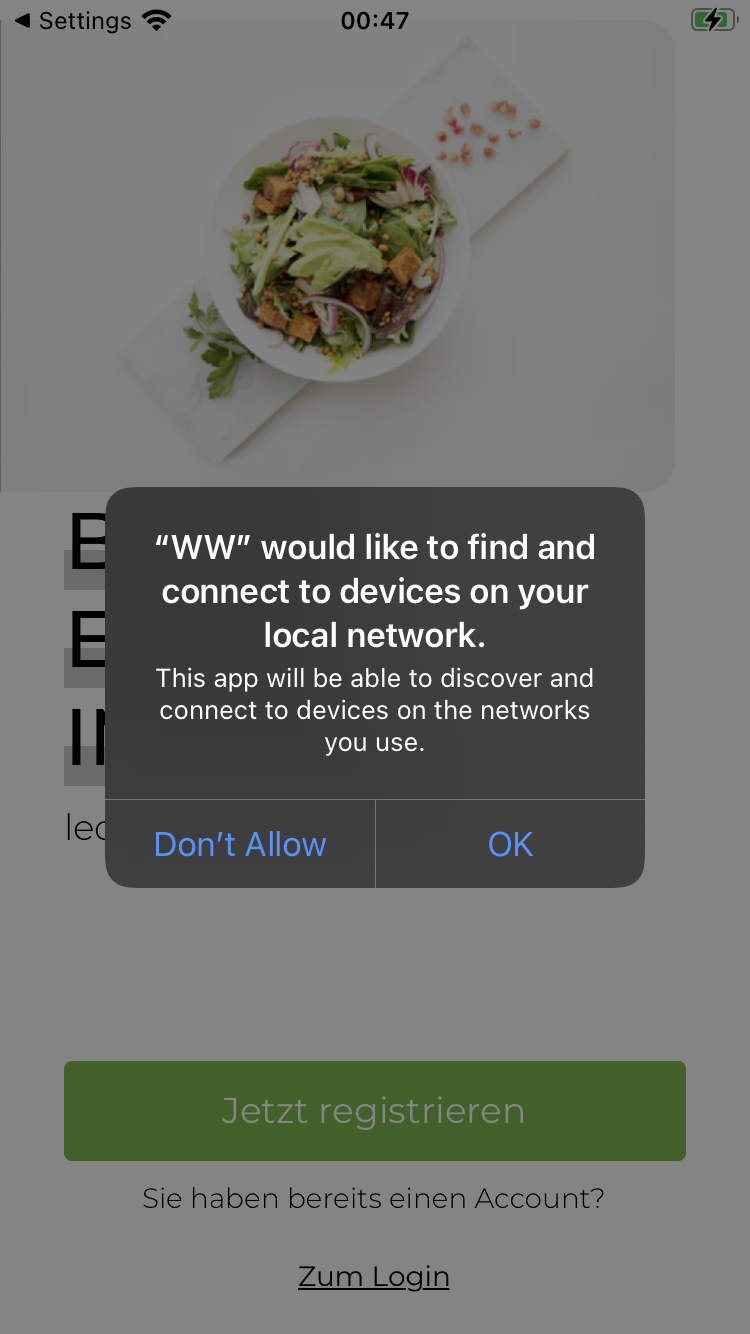 Settings
00:47
“WW” would like to find and
connect to devices on your
local network.
This app will be able to discover and
connect to devices on the networks
you use.
Don’t Allow
OK
Jetzt registrieren
Sie haben bereits einen Account?
Zum Login